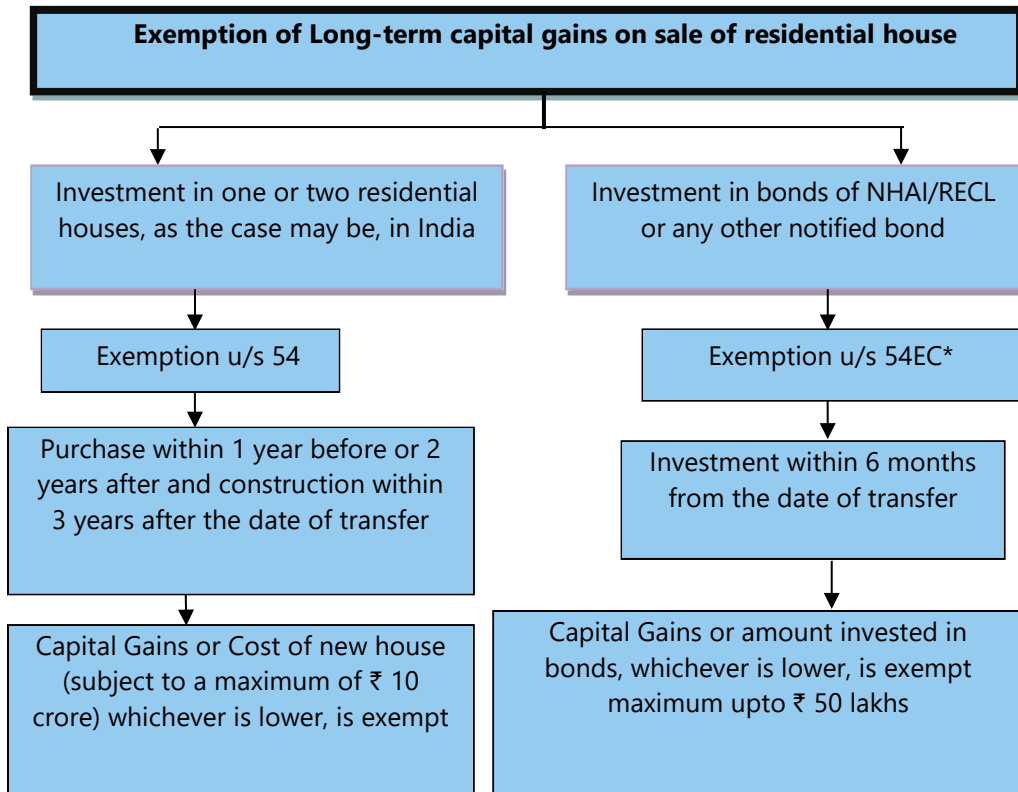 Exemption of Long-term capital gains on sale of residential house
Investment in one or two residential
houses, as the case may be, in India
Investment in bonds of NHAI/RECL
or any other notified bond
Exemption u/s 54
Exemption u/s 54EC*
Purchase within 1 year before or 2
years after and construction within
3 years after the date of transfer
Investment within 6 months
from the date of transfer
Capital Gains or Cost of new house
(subject to a maximum of ₹ 10
crore) whichever is lower, is exempt
Capital Gains or amount invested in
bonds, whichever is lower, is exempt
maximum upto ₹ 50 lakhs